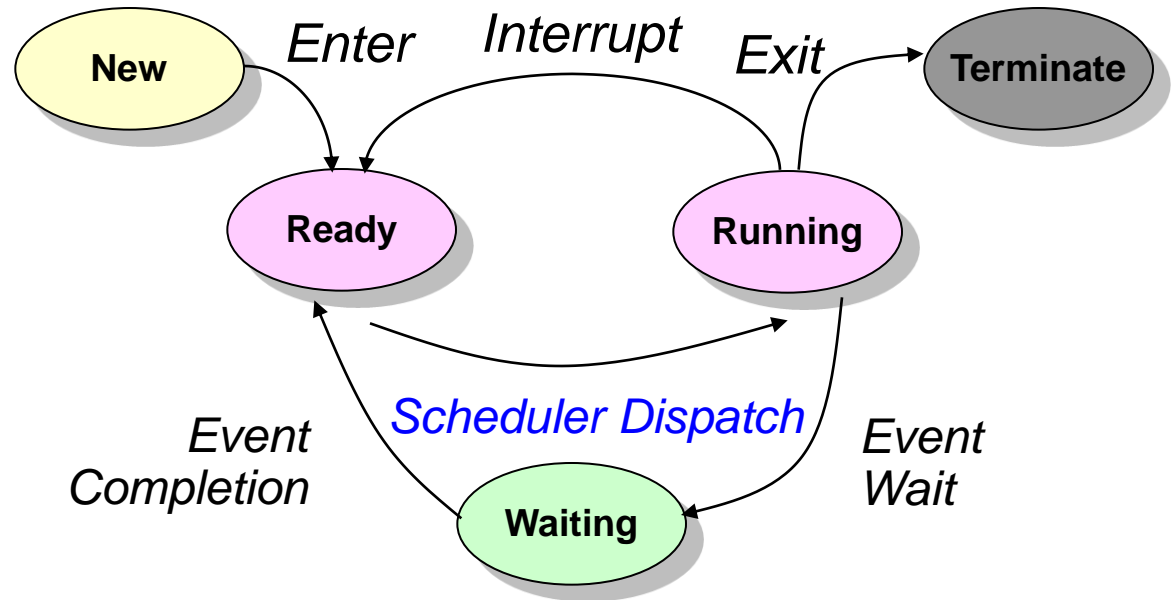 New
Enter
Interrupt
Exit
Terminate
Ready
Running
Scheduler Dispatch
Event
Completion
Event
Wait
Waiting